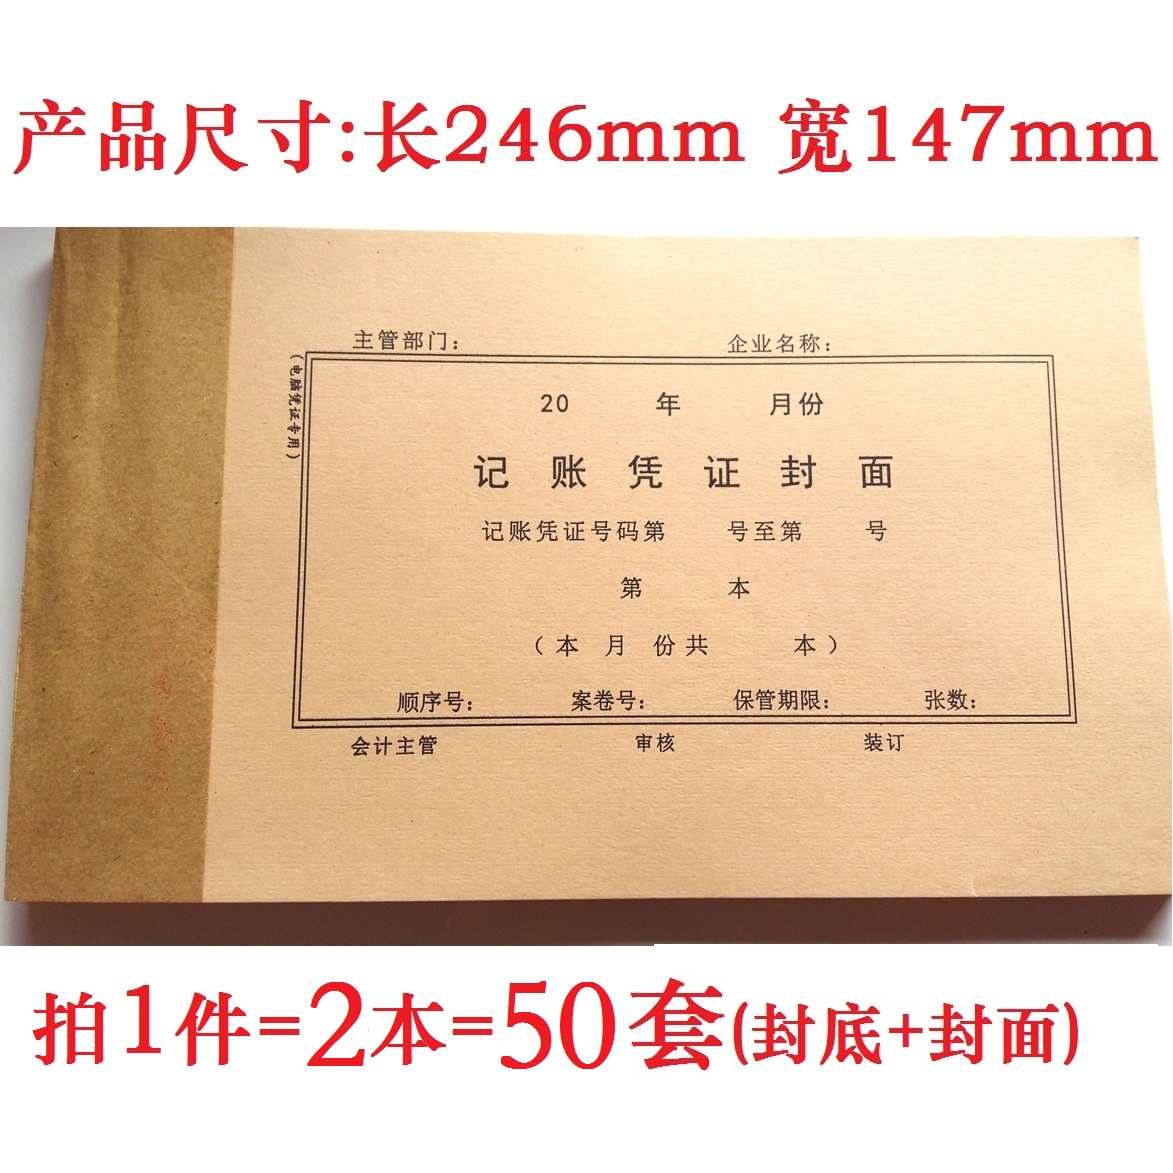 产品尺寸:长246mm 宽147mm
主管部门: 企业名称:
(电脑凭证专用)
20 年 月份
记账凭证封面
记账凭证号码第 号至第 号
第 本
(本 月 份共 本)
顺序号: 案卷号: 保管期限: 张数:
会计主管 审核 装订
拍1件=2本=50套(封底+封面)